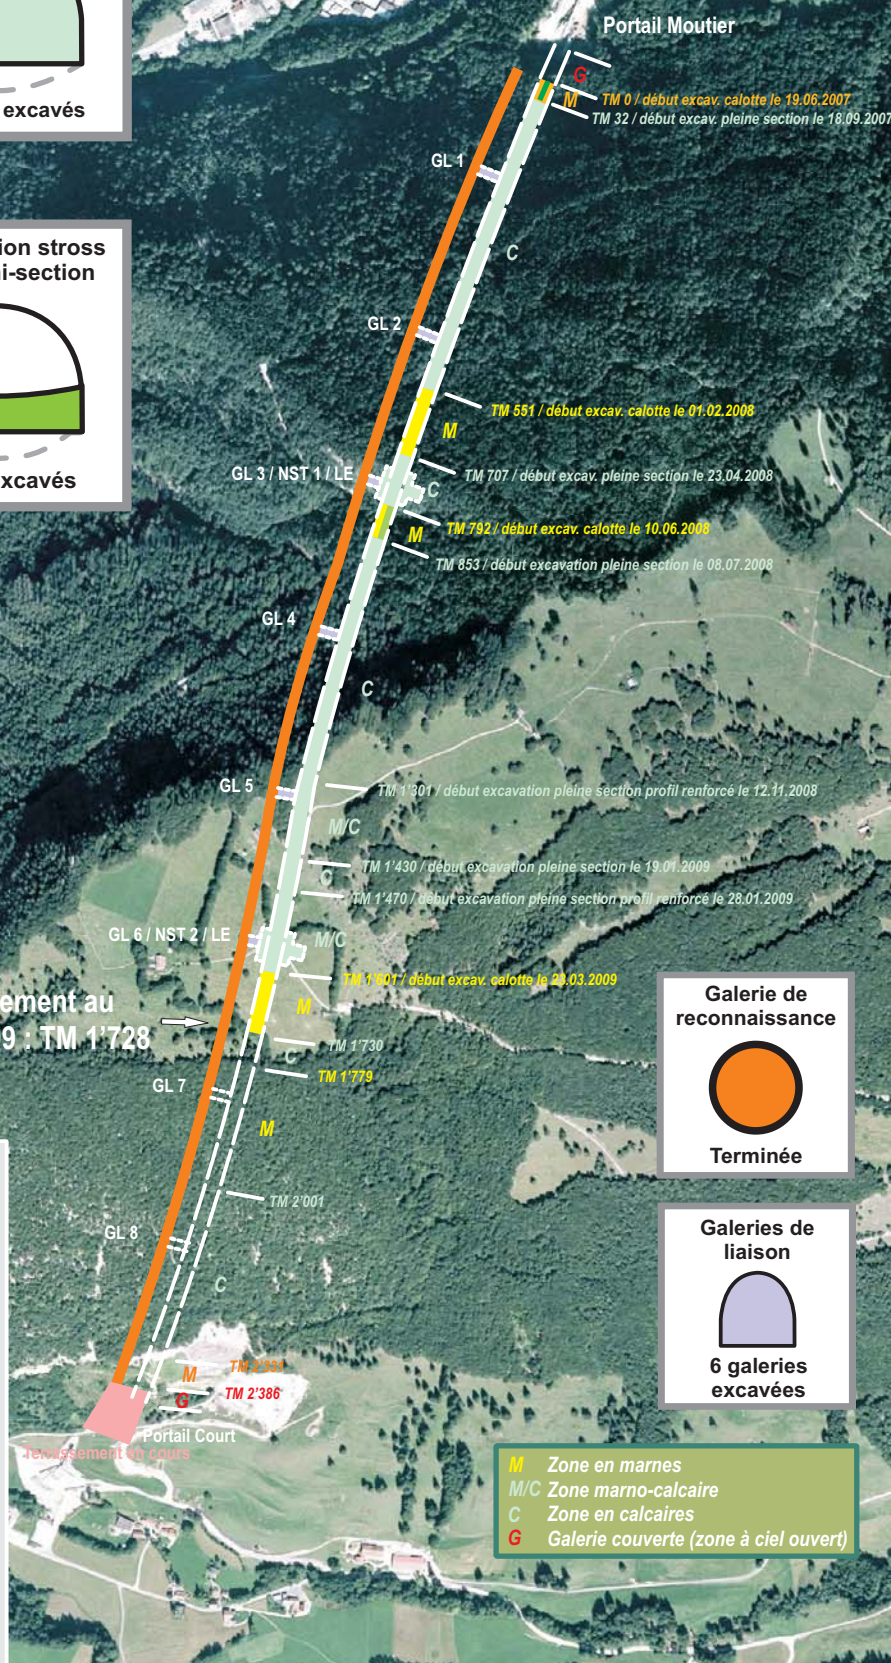 Portail Moutier
G
excavés
M
TM 0 / début excav. calotte le 19.06.2007
TM 32 / début excav. pleine section le 18.09.2007
GL 1
ion stross
i-section
C
GL 2
TM 551 / début excav. calotte le 01.02.2008
M
xcavés
GL 3 / NST 1 / LE
TM 707 / début excav. pleine section le 23.04.2008
C
TM 792 / début excav. calotte le 10.06.2008
M
TM 853 / début excavation pleine section le 08.07.2008
GL 4
C
GL 5
TM 1'301 / début excavation pleine section profil renforcé le 12.11.2008
M/C
TM 1'430 / début excavation pleine section le 19.01.2009
C
TM 1'470 / début excavation pleine section profil renforcé le 28.01.2009
GL 6 / NST 2 / LE
M/C
TM 1'601 / début excav. calotte le 23.03.2009
ement au
9 : TM 1'728
M
TM 1'730
C
TM 1'779
GL 7
M
TM 2'001
GL 8
C
TM 2'331
M
TM 2'386
G
Portail Court
Terrassement en cours
Galerie de
reconnaissance
Terminée
Galeries de
liaison
6 galeries
excavées
M Zone en marnes
M/C Zone marno-calcaire
C Zone en calcaires
G Galerie couverte (zone à ciel ouvert)